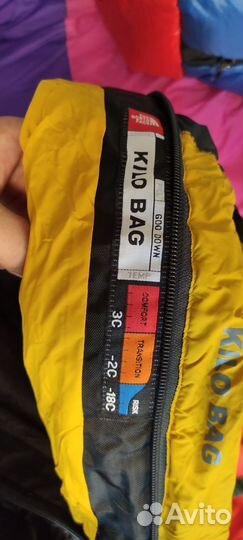 KILO BAG
600 DOWN
TEMP
COMFORT
TRANSITION
RISK
3C
-2C
-18C
KILO BAG
Avito